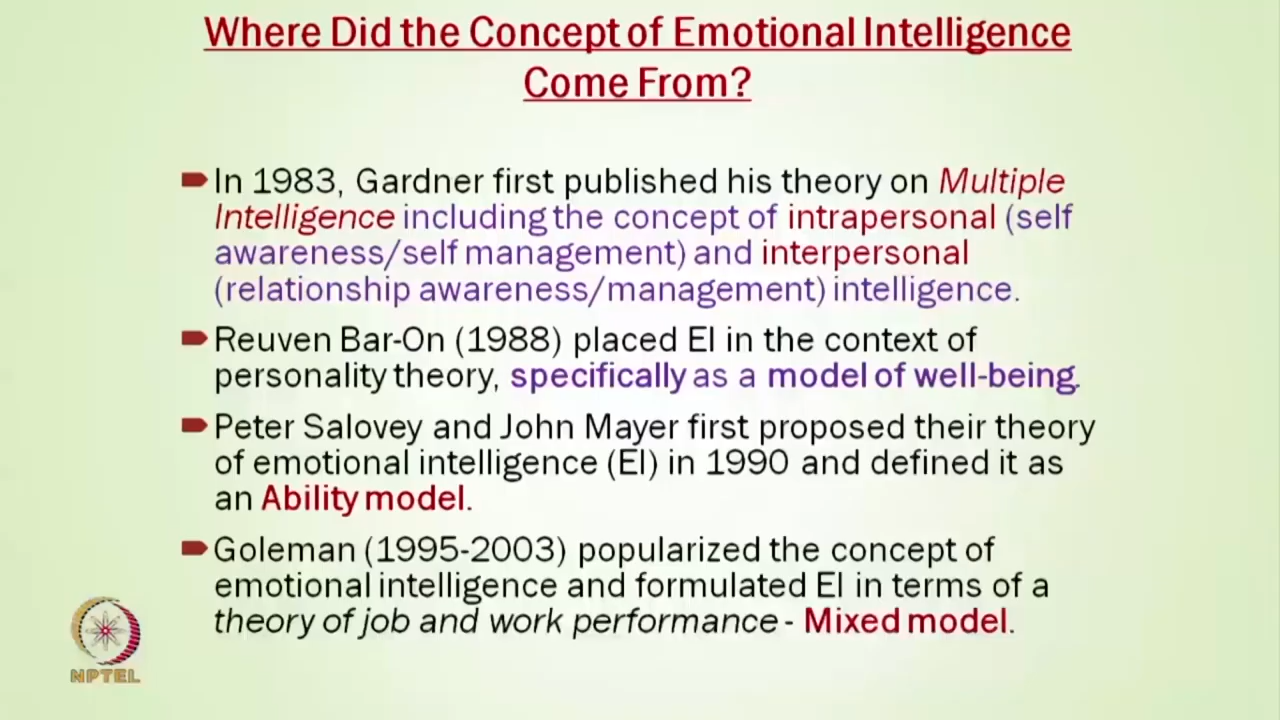 Where Did the Concept of Emotional Intelligence
Come From?
In 1983, Gardner first published his theory on Multiple
Intelligence including the concept of intrapersonal (self
awareness/self management) and interpersonal
(relationship awareness/management) intelligence.
Reuven Bar-On (1988) placed EI in the context of
personality theory, specifically as a model of well-being.
Peter Salovey and John Mayer first proposed their theory
of emotional intelligence (EI) in 1990 and defined it as
an Ability model.
Goleman (1995-2003) popularized the concept of
emotional intelligence and formulated EI in terms of a
theory of job and work performance - Mixed model.
NPTEL